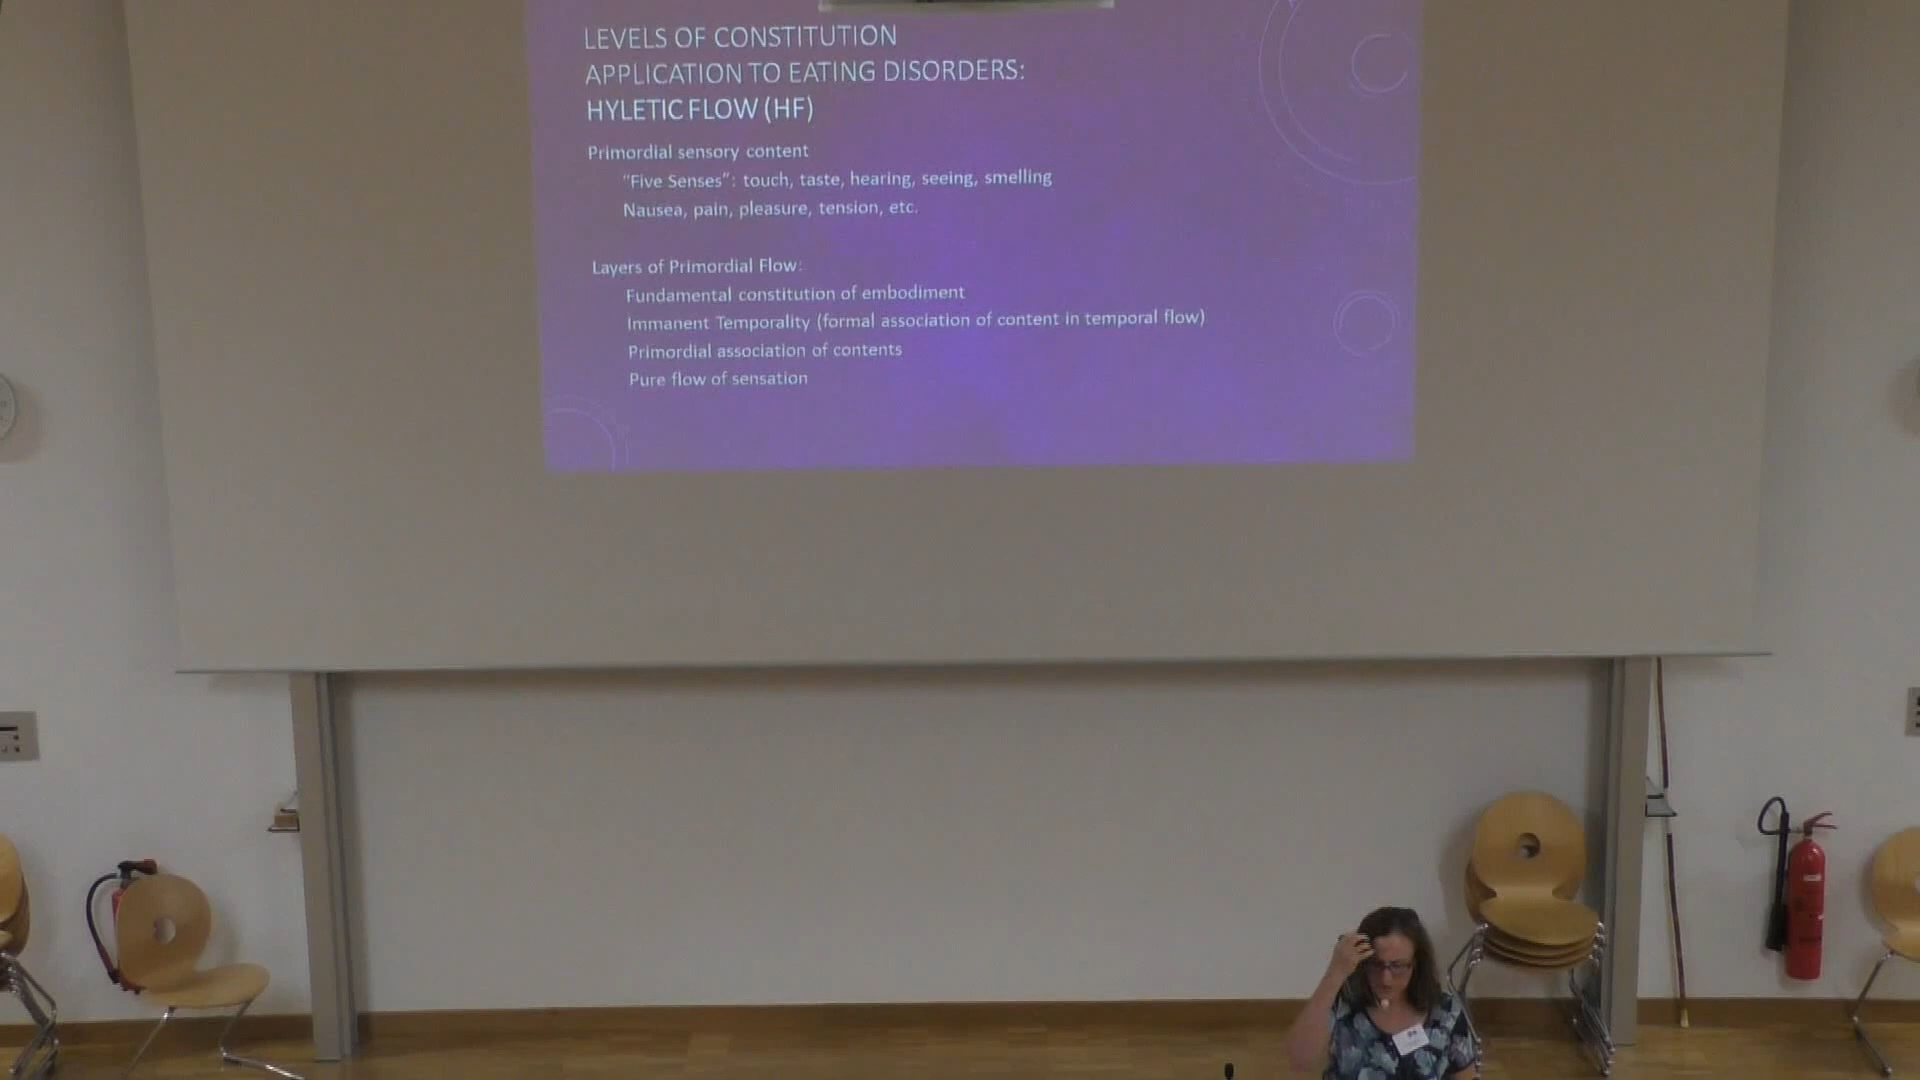 LEVELS OF CONSTITUTION
APPLICATION TO EATING DISORDERS:
HYLETIC FLOW (HF)
Primordial sensory content
"Five Senses": touch, taste, hearing, seeing, smelling
Nausea, pain, pleasure, tension, etc.
Layers of Primordial Flow:
Fundamental constitution of embodiment
Immanent Temporality (formal association of content in temporal flow)
Primordial association of contents
Pure flow of sensation